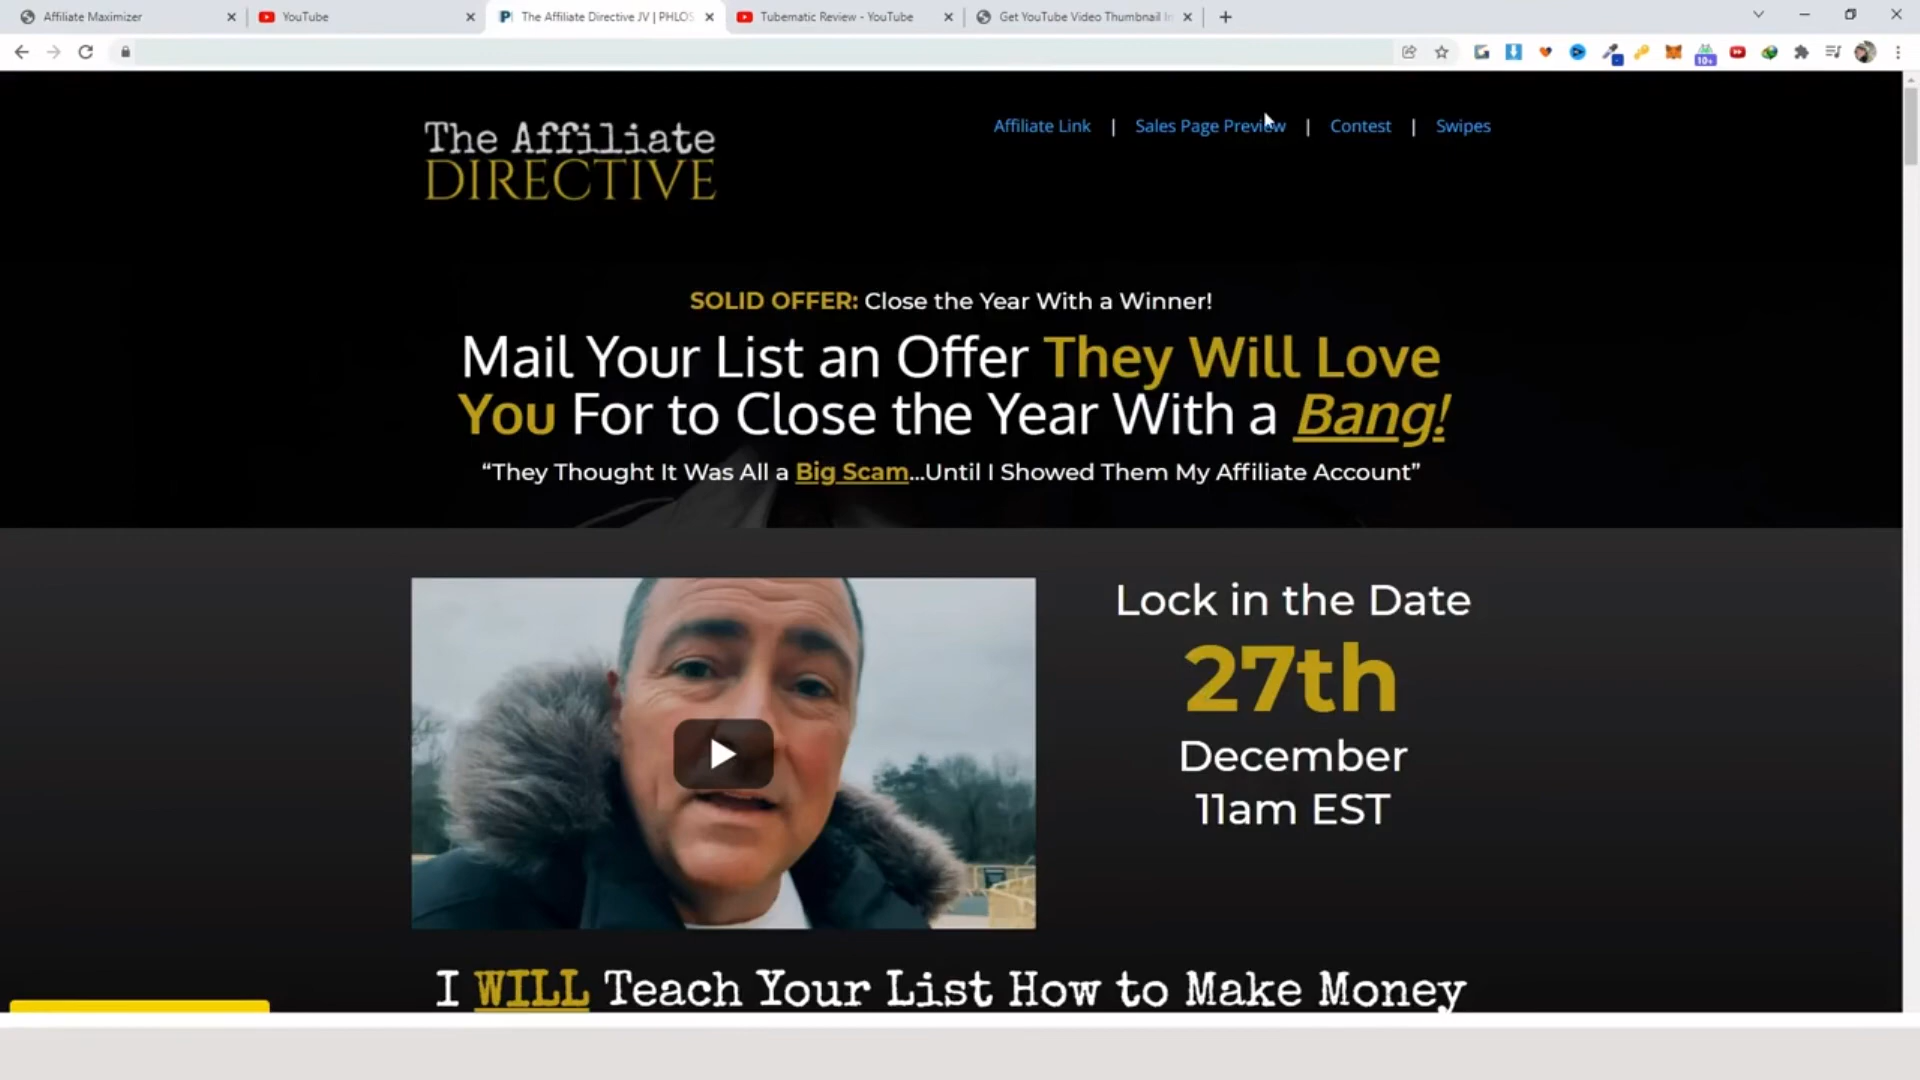 Affiliate Maximizer
YouTube
The Affiliate Directive JV | PHLOS
Tubematic Review - YouTube
Get YouTube Video Thumbnail
10+
The Affiliate
DIRECTIVE
Affiliate Link | Sales Page Preview | Contest | Swipes
SOLID OFFER: Close the Year With a Winner!
Mail Your List an Offer They Will Love
You For to Close the Year With a Bang!
“They Thought It Was All a Big Scam...Until I Showed Them My Affiliate Account”
Lock in the Date
27th
December
11am EST
I WILL Teach Your List How to Make Money